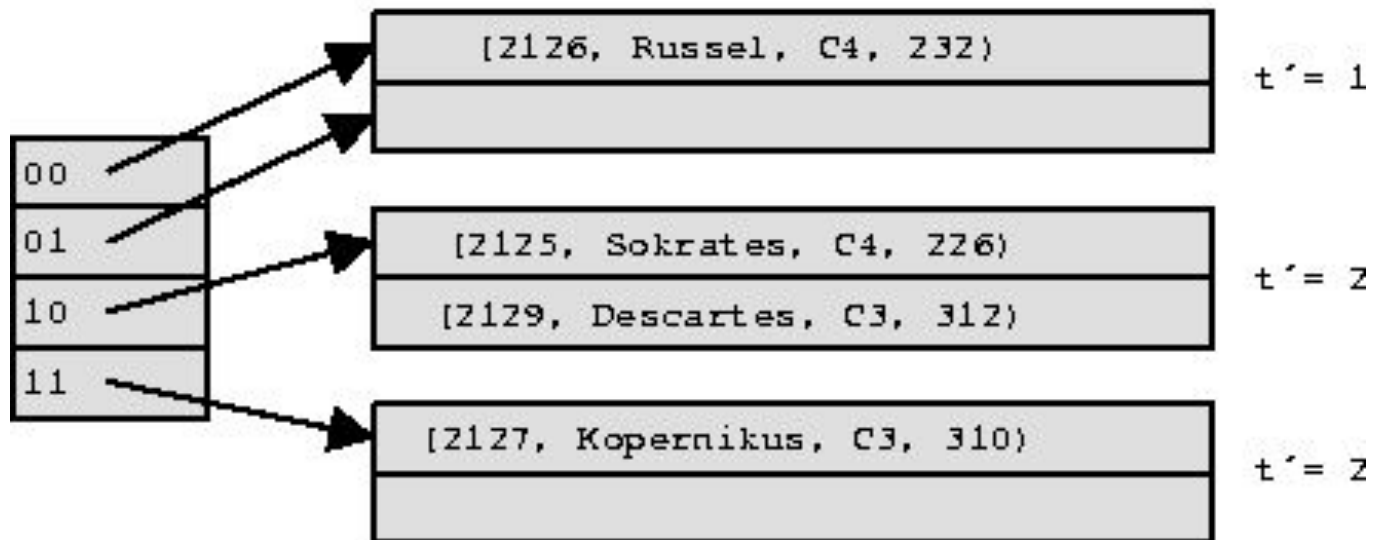 [2126, Russel, C4, 232)
t´= 1
00
01
[2125, Sokrates, C4, 226)
t´= 2
10
[2129, Descartes, C3, 312)
11
[2127, Kopernikus, C3, 310)
t´= 2